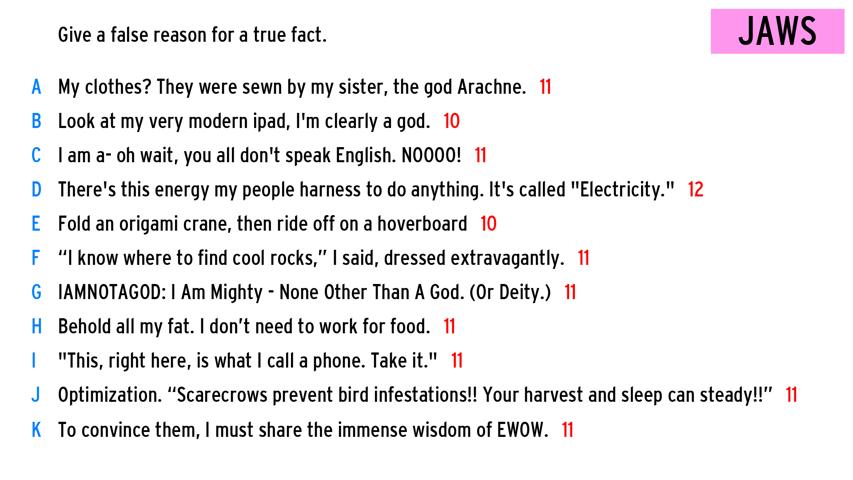 JAWS
Give a false reason for a true fact.
A My clothes? They were sewn by my sister, the god Arachne. 11
B Look at my very modern ipad, I'm clearly a god. 10
C I am a- oh wait, you all don't speak English. NOOOO! 11
D There's this energy my people harness to do anything. It's called "Electricity." 12
E Fold an origami crane, then ride off on a hoverboard 10
F “I know where to find cool rocks,” I said, dressed extravagantly. 11
G IAMNOTAGOD: I Am Mighty - None Other Than A God. (Or Deity.) 11
H Behold all my fat. I don’t need to work for food. 11
I "This, right here, is what I call a phone. Take it." 11
J Optimization. “Scarecrows prevent bird infestations!! Your harvest and sleep can steady!!” 11
K To convince them, I must share the immense wisdom of EWOW. 11